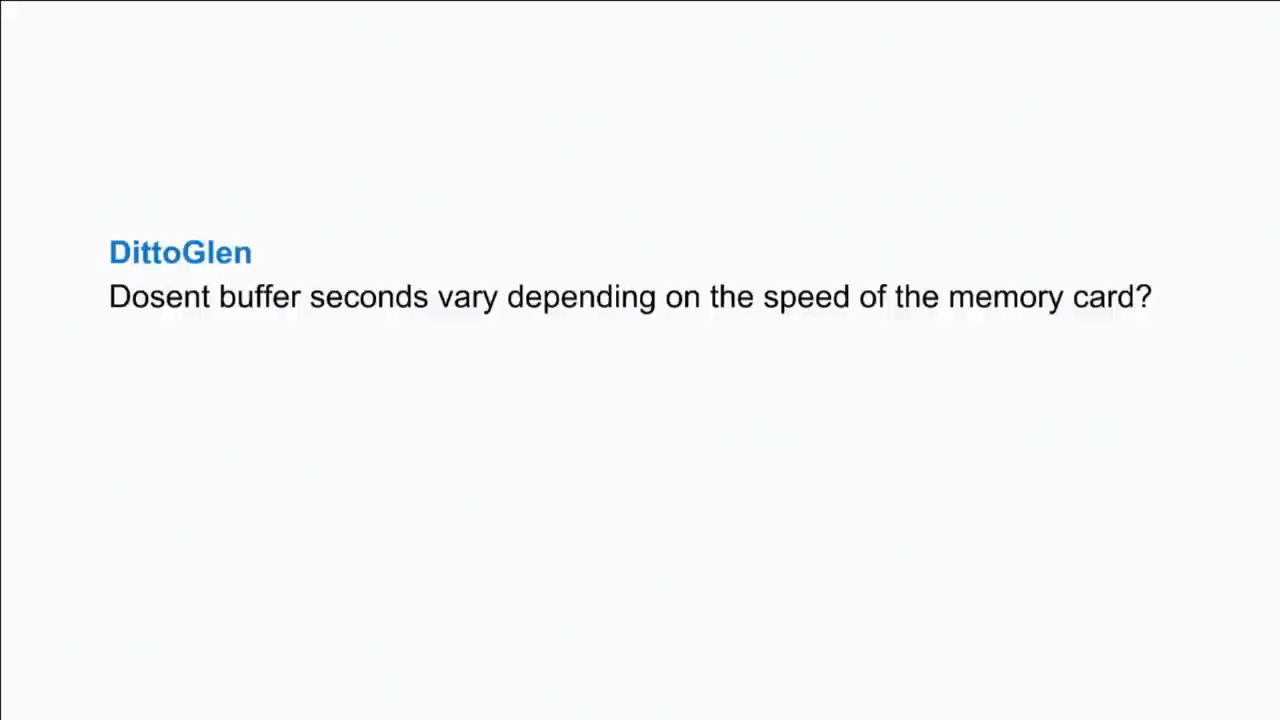 DittoGlen
Dosent buffer seconds vary depending on the speed of the memory card?